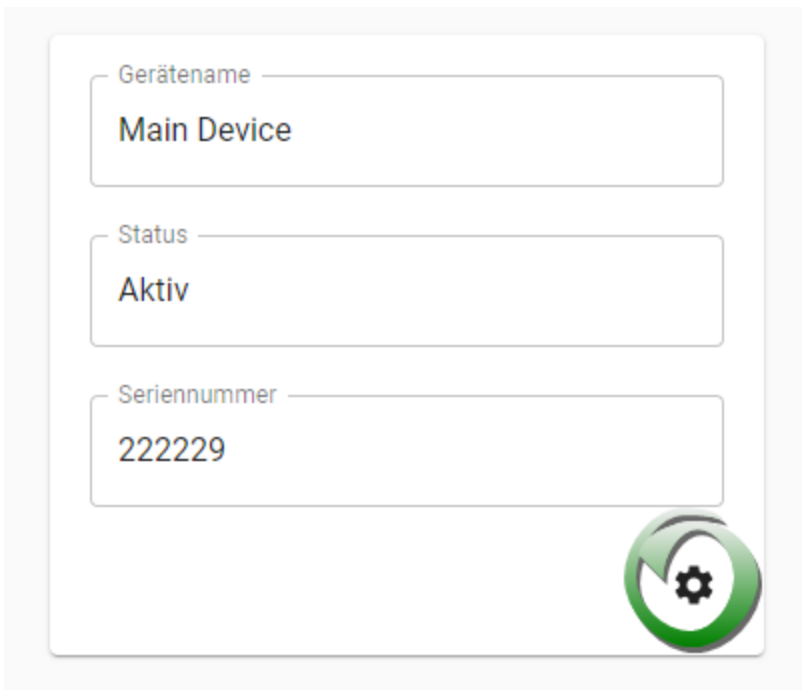 Gerätename
Main Device
Status
Aktiv
Seriennummer
222229